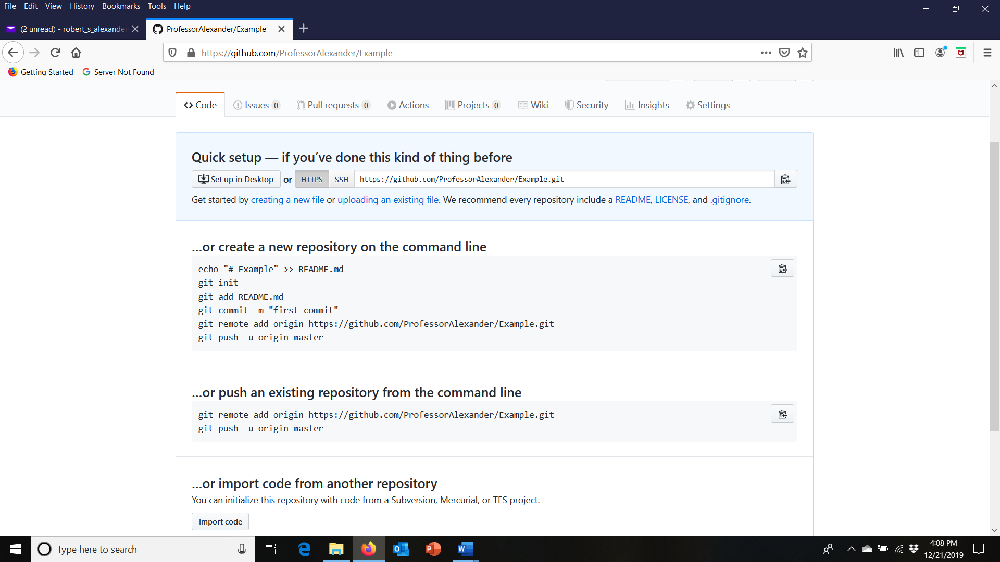 File Edit View History Bookmarks Tools Help
(2 unread) - robert_s_alexander ProfessorAlexander/Example
https://github.com/ProfessorAlexander/Example
Getting Started Server Not Found
Code Issues 0 Pull requests 0 Actions Projects 0 Wiki Security Insights Settings
Quick setup — if you’ve done this kind of thing before
Set up in Desktop or HTTPS SSH https://github.com/ProfessorAlexander/Example.git
Get started by creating a new file or uploading an existing file. We recommend every repository include a README, LICENSE, and .gitignore.
…or create a new repository on the command line
echo "# Example" >> README.md
git init
git add README.md
git commit -m "first commit"
git remote add origin https://github.com/ProfessorAlexander/Example.git
git push -u origin master
…or push an existing repository from the command line
git remote add origin https://github.com/ProfessorAlexander/Example.git
git push -u origin master
…or import code from another repository
You can initialize this repository with code from a Subversion, Mercurial, or TFS project.
Import code
Type here to search
4:08 PM
12/21/2019